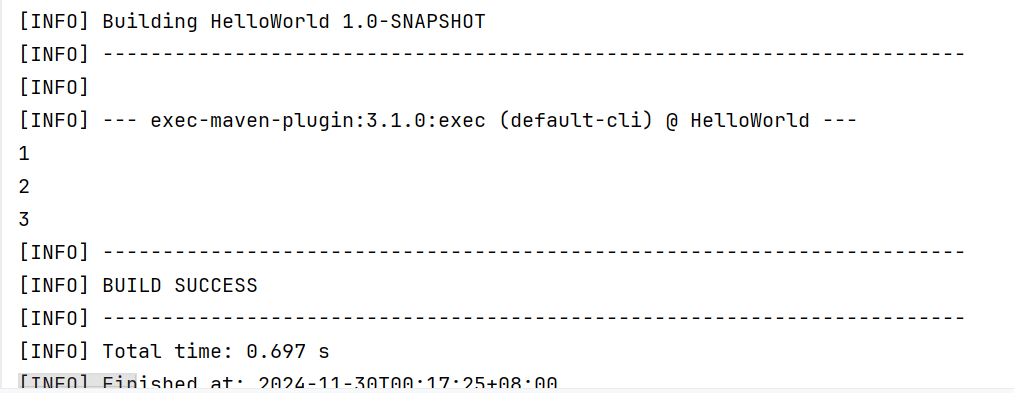 [INFO] Building HelloWorld 1.0-SNAPSHOT
[INFO] ------------------------------------------------------------------------
[INFO]
[INFO] --- exec-maven-plugin:3.1.0:exec (default-cli) @ HelloWorld ---
1
2
3
[INFO] ------------------------------------------------------------------------
[INFO] BUILD SUCCESS
[INFO] ------------------------------------------------------------------------
[INFO] Total time: 0.697 s
[INFO] Finished at: 2024-11-30T00:17:25+08:00